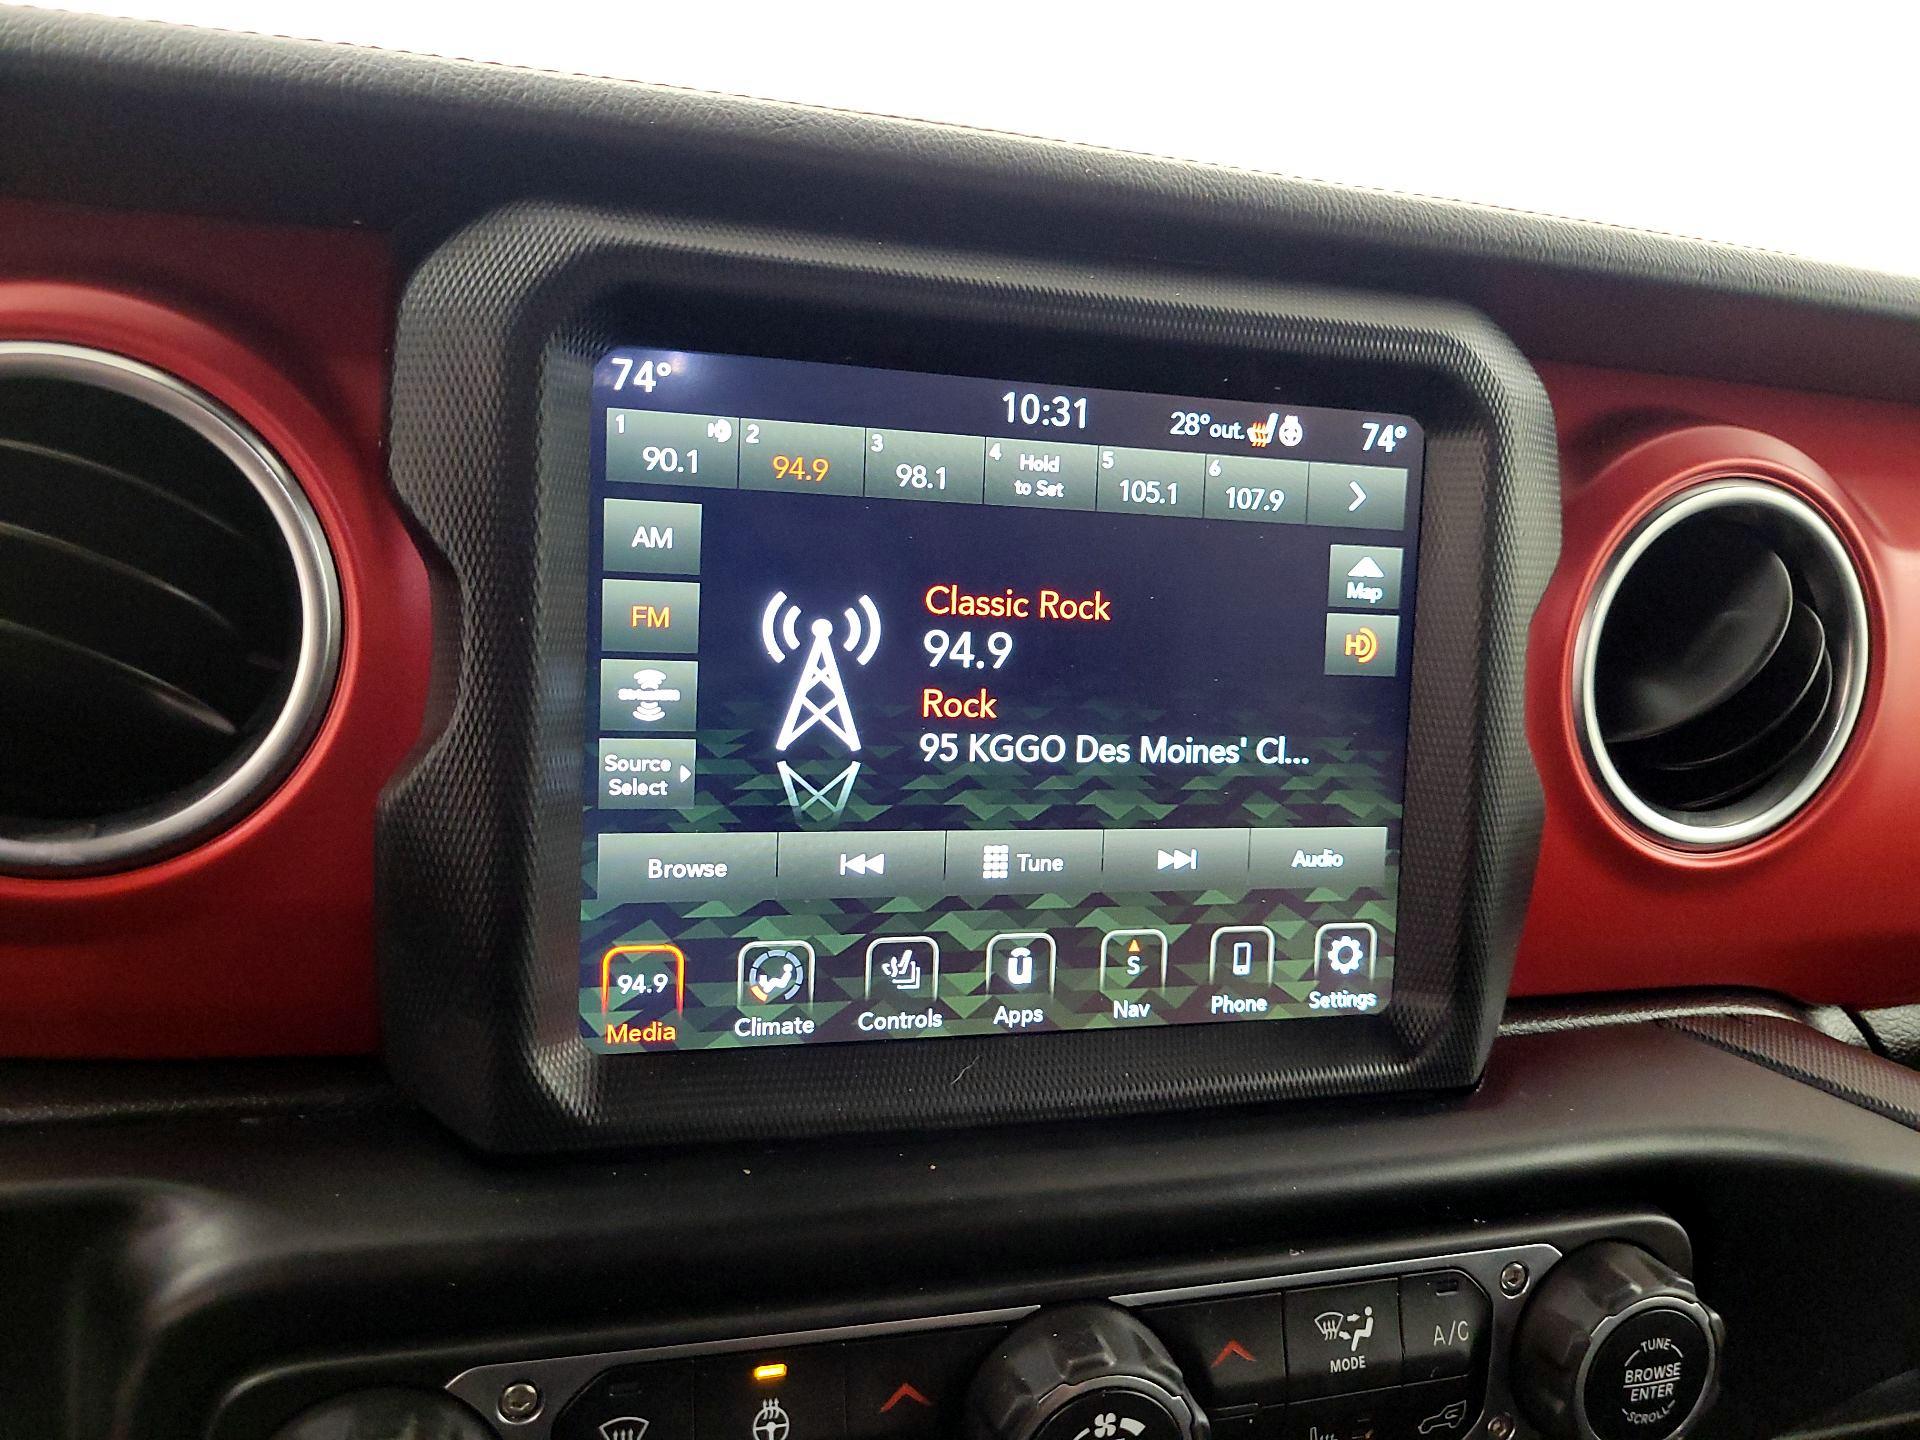 74°
10:31
28°out.
74°
1
90.1
HD
2
94.9
3
98.1
4
Hold
to Set
5
105.1
6
107.9
AM
FM
Source
Select
Classic Rock
94.9
Rock
95 KGGO Des Moines' Cl...
Map
HD
Browse
Tune
Audio
94.9
Media
Climate
Controls
Apps
S
Nav
Phone
Settings
MODE
A/C
TUNE
BROWSE
ENTER
SCROLL